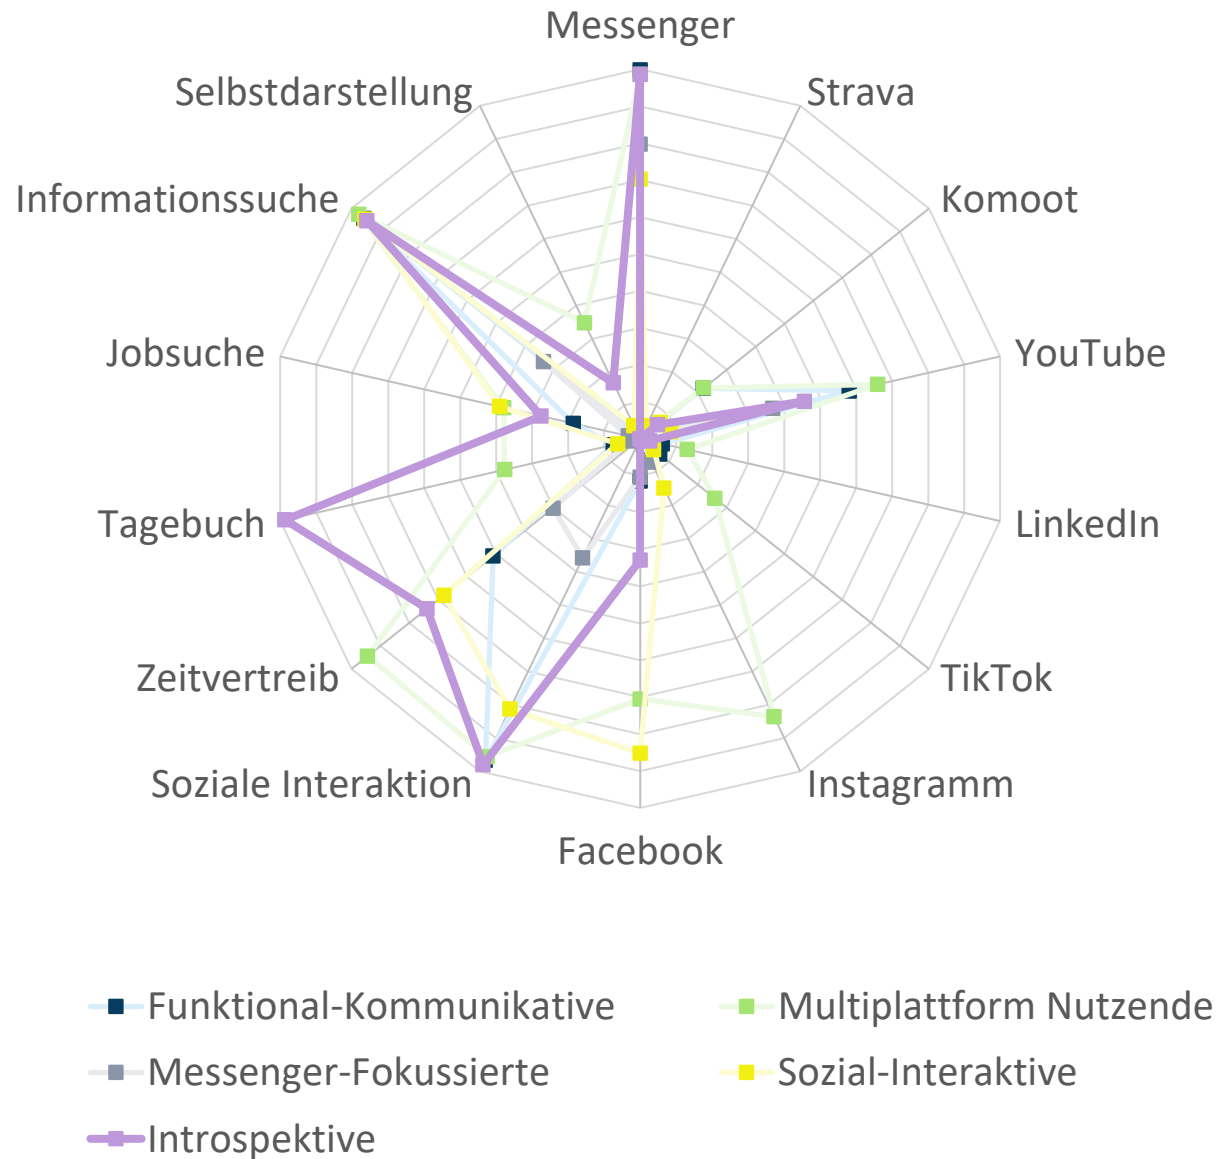 Messenger
Selbstdarstellung
Strava
Informationssuche
Komoot
Jobsuche
YouTube
Tagebuch
LinkedIn
Zeitvertreib
TikTok
Soziale Interaktion
Instagramm
Facebook
Funktional-Kommunikative
Multiplattform Nutzende
Messenger-Fokussierte
Sozial-Interaktive
Introspektive